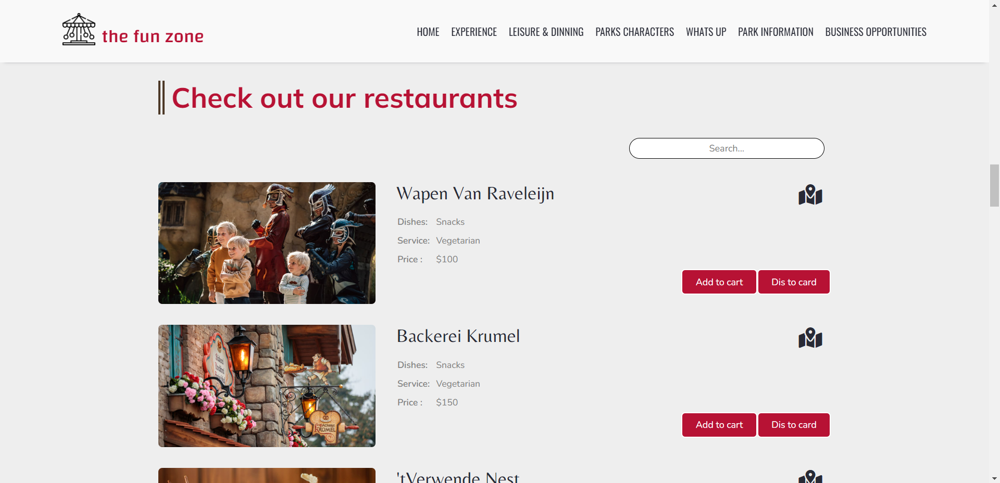 the fun zone
HOME EXPERIENCE LEISURE & DINNING PARKS CHARACTERS WHATS UP PARK INFORMATION BUSINESS OPPORTUNITIES
Check out our restaurants
Search...
Wapen Van Raveleijn
Dishes: Snacks
Service: Vegetarian
Price : $100
Add to cart Dis to card
Backerei Krumel
Dishes: Snacks
Service: Vegetarian
Price : $150
BÄCKEREI
KRÜMEL
Add to cart Dis to card
'tVerwende Nest